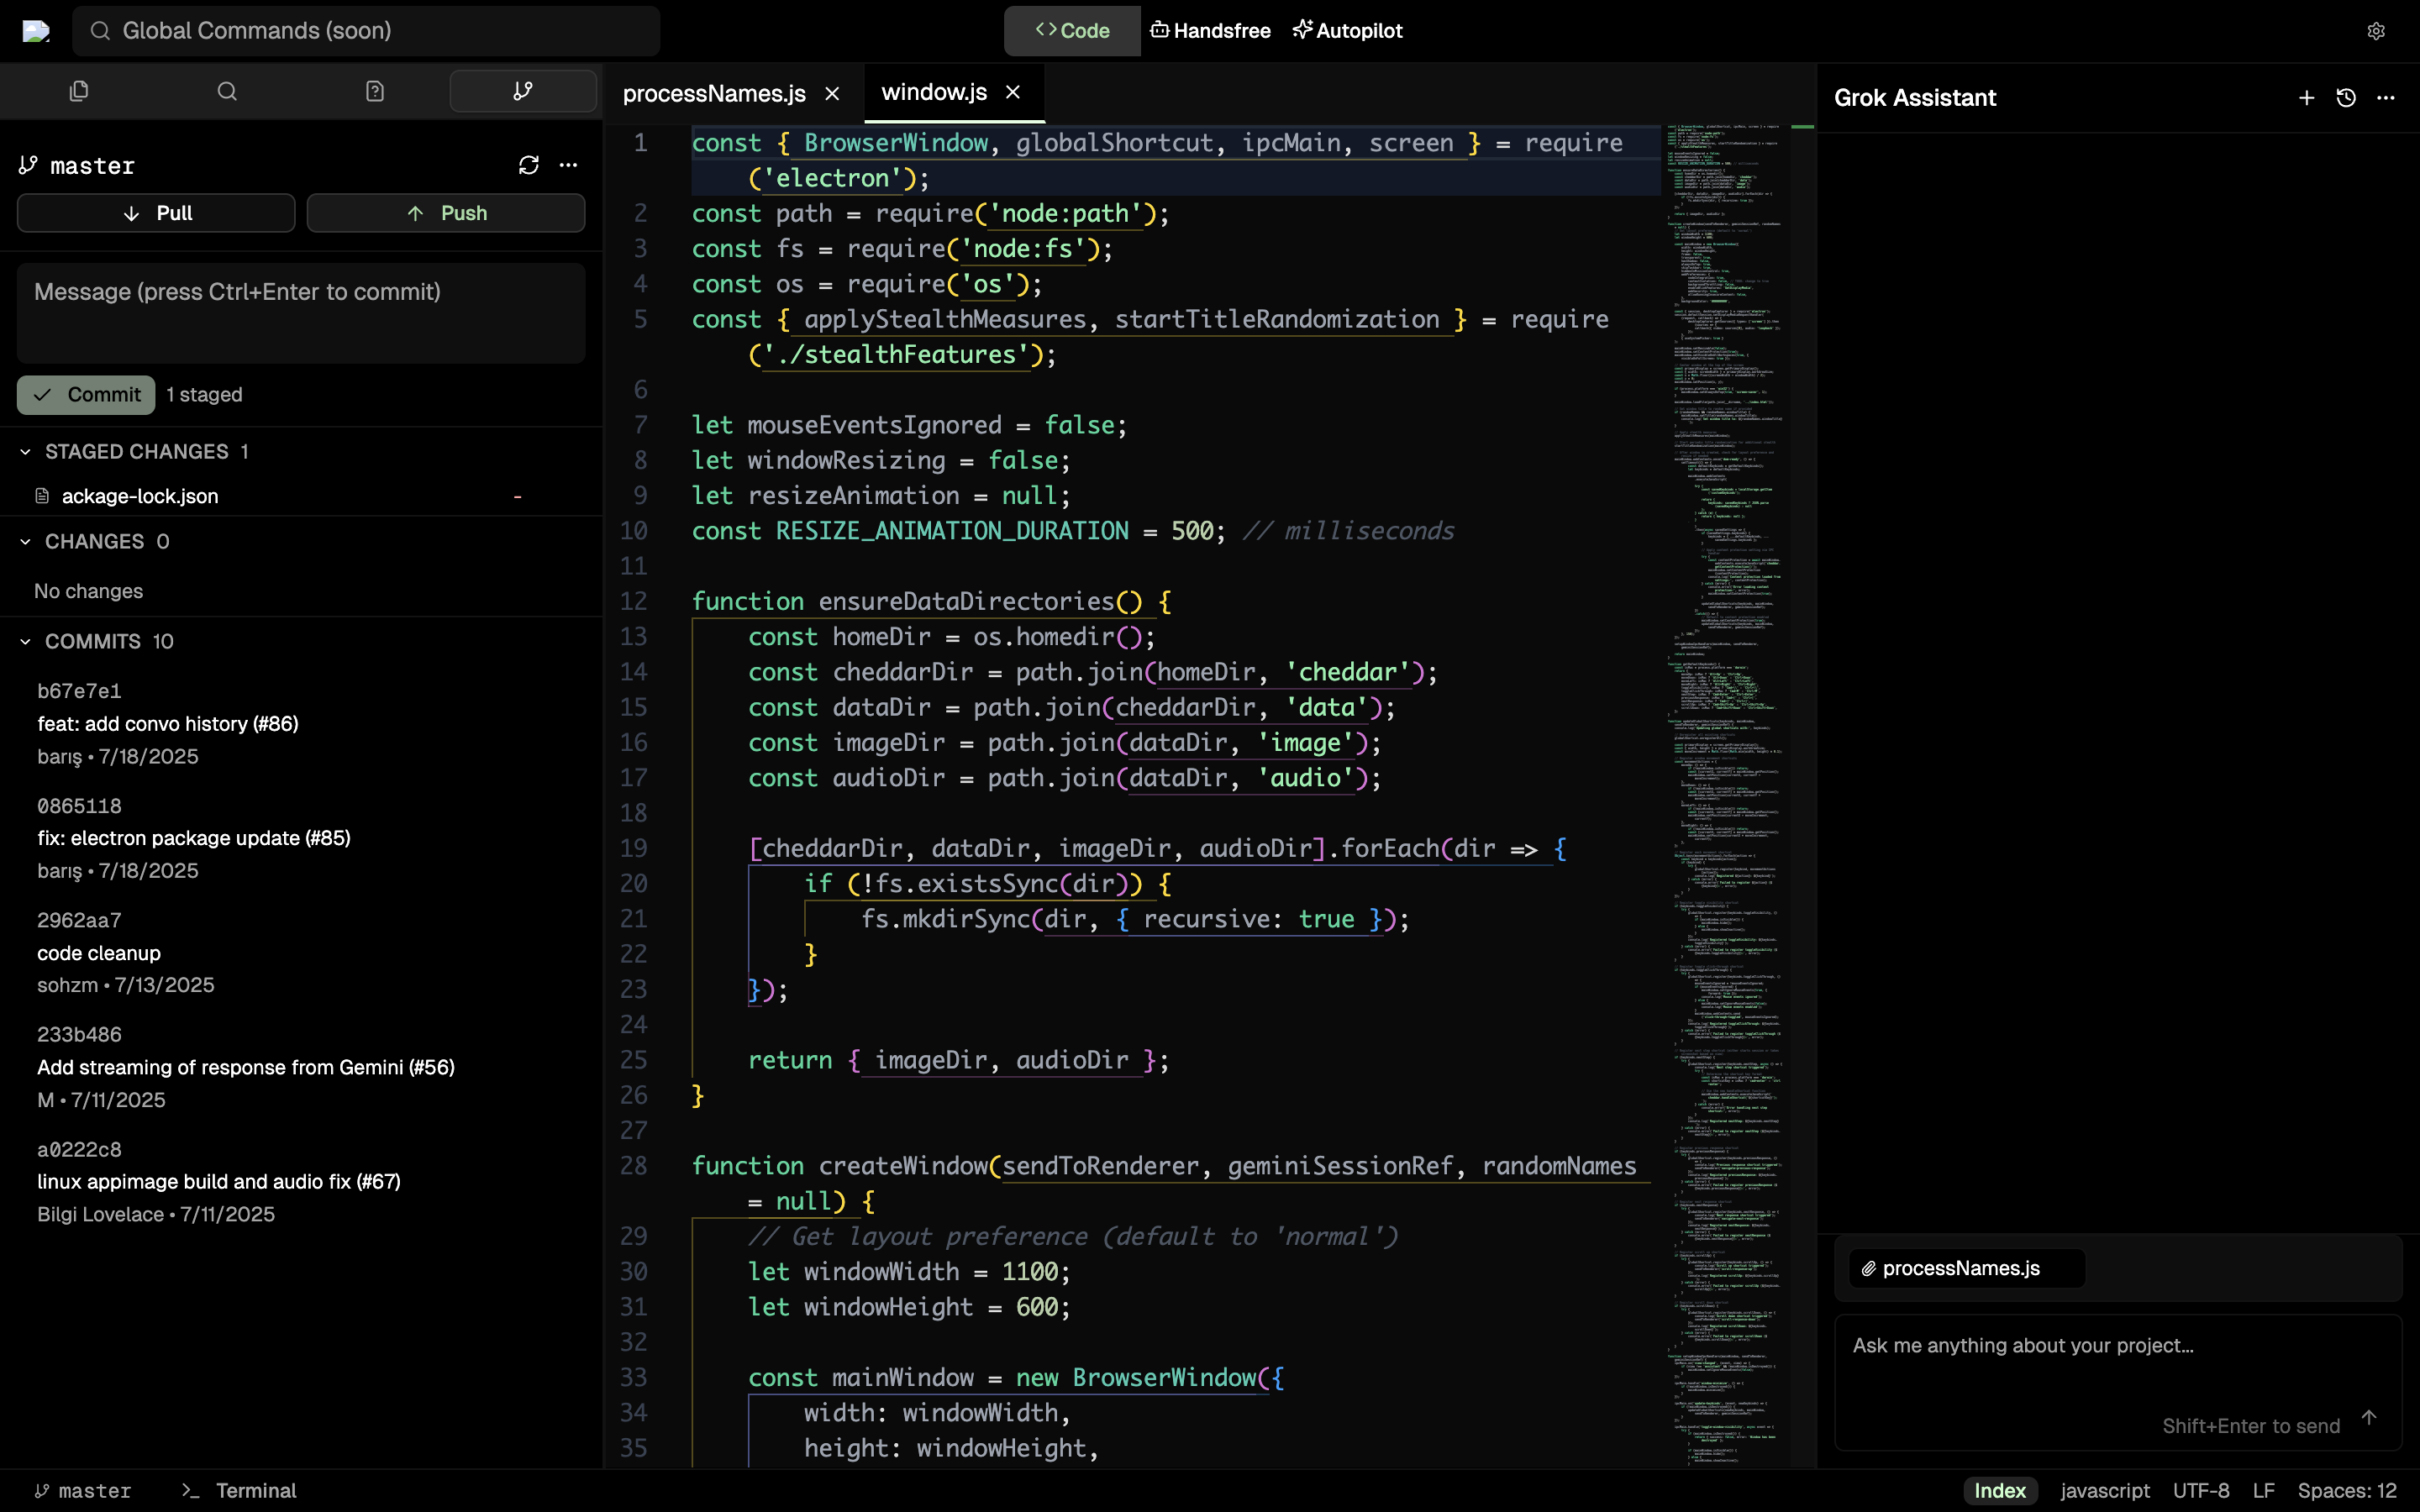 Global Commands (soon)
Code
Handsfree
Autopilot
master
Pull
Push
Message (press Ctrl+Enter to commit)
Commit
1 staged
STAGED CHANGES 1
ackage-lock.json -
CHANGES 0
No changes
COMMITS 10
b67e7e1
feat: add convo history (#86)
barış • 7/18/2025
0865118
fix: electron package update (#85)
barış • 7/18/2025
2962aa7
code cleanup
sohzm • 7/13/2025
233b486
Add streaming of response from Gemini (#56)
M • 7/11/2025
a0222c8
linux appimage build and audio fix (#67)
Bilgi Lovelace • 7/11/2025
processNames.js
window.js
1 const { BrowserWindow, globalShortcut, ipcMain, screen } = require
('electron');
2 const path = require('node:path');
3 const fs = require('node:fs');
4 const os = require('os');
5 const { applyStealthMeasures, startTitleRandomization } = require
('./stealthFeatures');
6
7 let mouseEventsIgnored = false;
8 let windowResizing = false;
9 let resizeAnimation = null;
10 const RESIZE_ANIMATION_DURATION = 500; // milliseconds
11
12 function ensureDataDirectories() {
13 const homeDir = os.homedir();
14 const cheddarDir = path.join(homeDir, 'cheddar');
15 const dataDir = path.join(cheddarDir, 'data');
16 const imageDir = path.join(dataDir, 'image');
17 const audioDir = path.join(dataDir, 'audio');
18
19 [cheddarDir, dataDir, imageDir, audioDir].forEach(dir => {
20 if (!fs.existsSync(dir)) {
21 fs.mkdirSync(dir, { recursive: true });
22 }
23 });
24
25 return { imageDir, audioDir };
26 }
27
28 function createWindow(sendToRenderer, geminiSessionRef, randomNames
= null) {
29 // Get layout preference (default to 'normal')
30 let windowWidth = 1100;
31 let windowHeight = 600;
32
33 const mainWindow = new BrowserWindow({
34 width: windowWidth,
35 height: windowHeight,
Grok Assistant
processNames.js
Ask me anything about your project...
Shift+Enter to send
master
Terminal
Index
javascript
UTF-8
LF
Spaces: 12